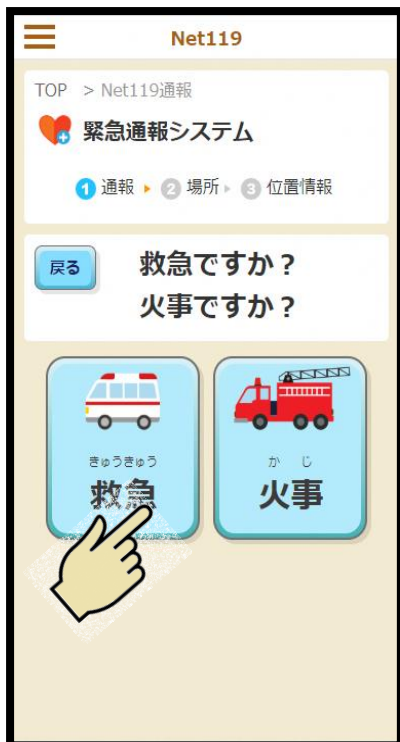 Net119
TOP > Net119通報
緊急通報システム
1 通報 ▶ 2 場所 ▶ 3 位置情報
戻る
救急ですか？
火事ですか？
きゅうきゅう
救急
かじ
火事